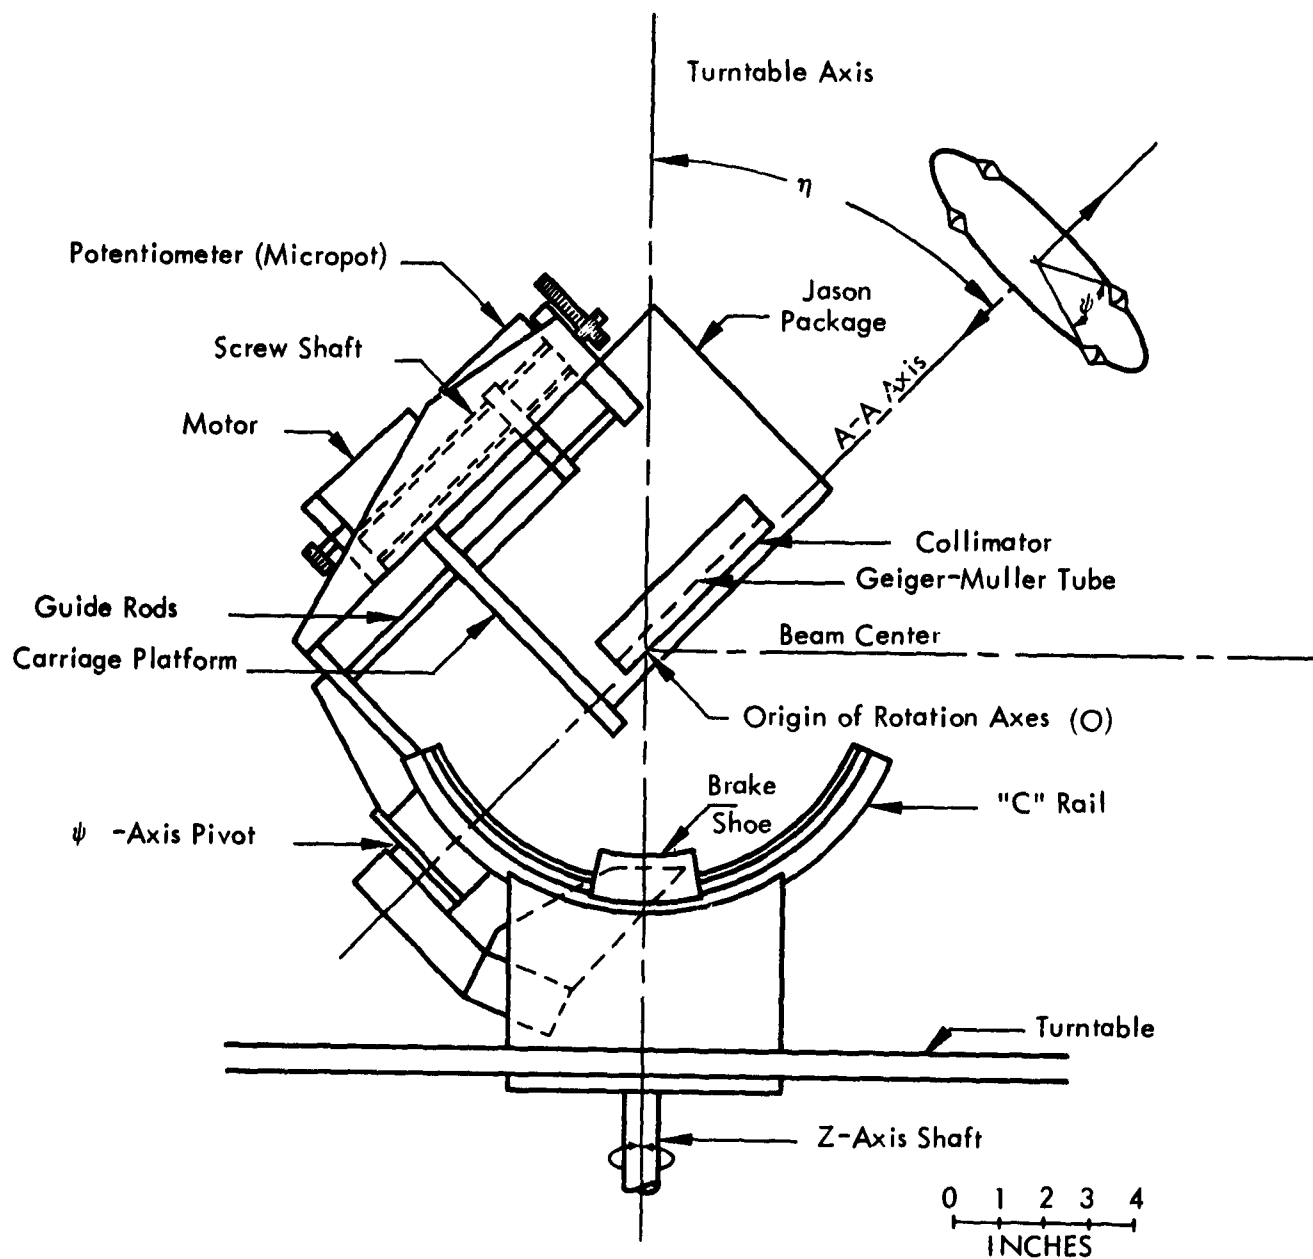 Turntable Axis
η
Potentiometer (Micropot)
Jason
Package
ψ
Screw Shaft
A-A Axis
Motor
Collimator
Geiger-Muller Tube
Guide Rods
Beam Center
Carriage Platform
Origin of Rotation Axes (O)
Brake
Shoe
"C" Rail
ψ -Axis Pivot
Turntable
Z-Axis Shaft
0 1 2 3 4
INCHES